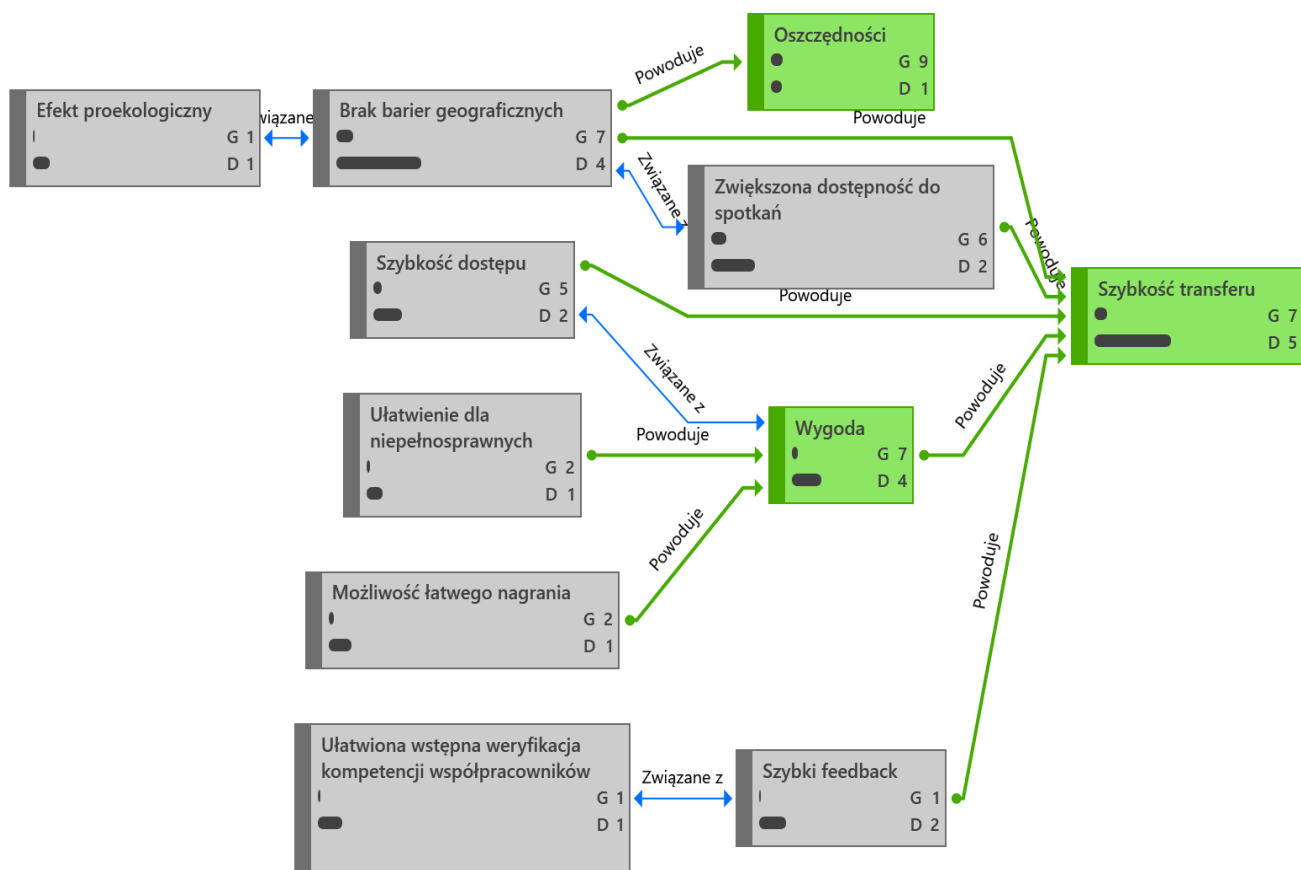 Oszczędności
G 9
D 1
Powoduje
Efekt proekologiczny
G 1
D 1
wiązane
Brak barier geograficznych
G 7
D 4
Powoduje
Związane z
Zwiększona dostępność do
spotkań
G 6
D 2
Powoduje
Szybkość dostępu
G 5
D 2
Powoduje
Szybkość transferu
G 7
D 5
Związane z
Ułatwienie dla
niepełnosprawnych
G 2
D 1
Powoduje
Wygoda
G 7
D 4
Powoduje
Możliwość łatwego nagrania
G 2
D 1
Powoduje
Powoduje
Ułatwiona wstępna weryfikacja
kompetencji współpracowników
G 1
D 1
Związane z
Szybki feedback
G 1
D 2